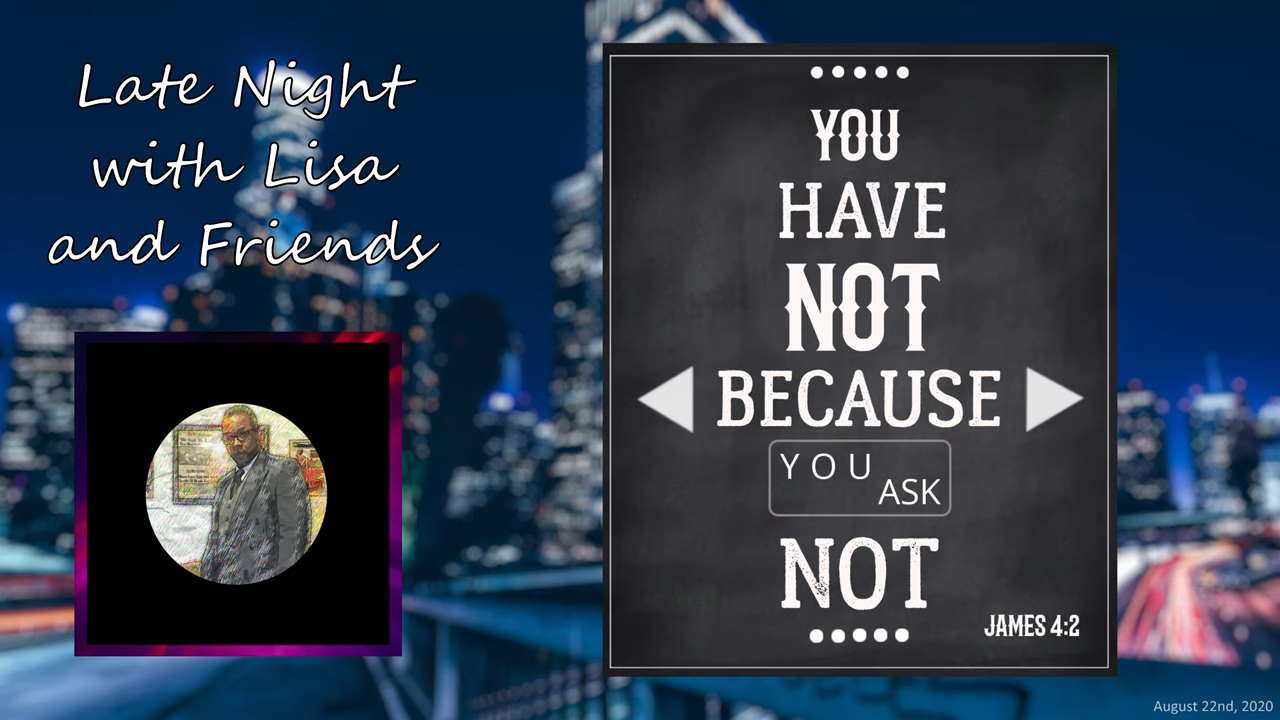 Late Night
with Lisa
and Friends
YOU
HAVE
NOT
BECAUSE
YOU
ASK
NOT
JAMES 4:2
August 22nd, 2020